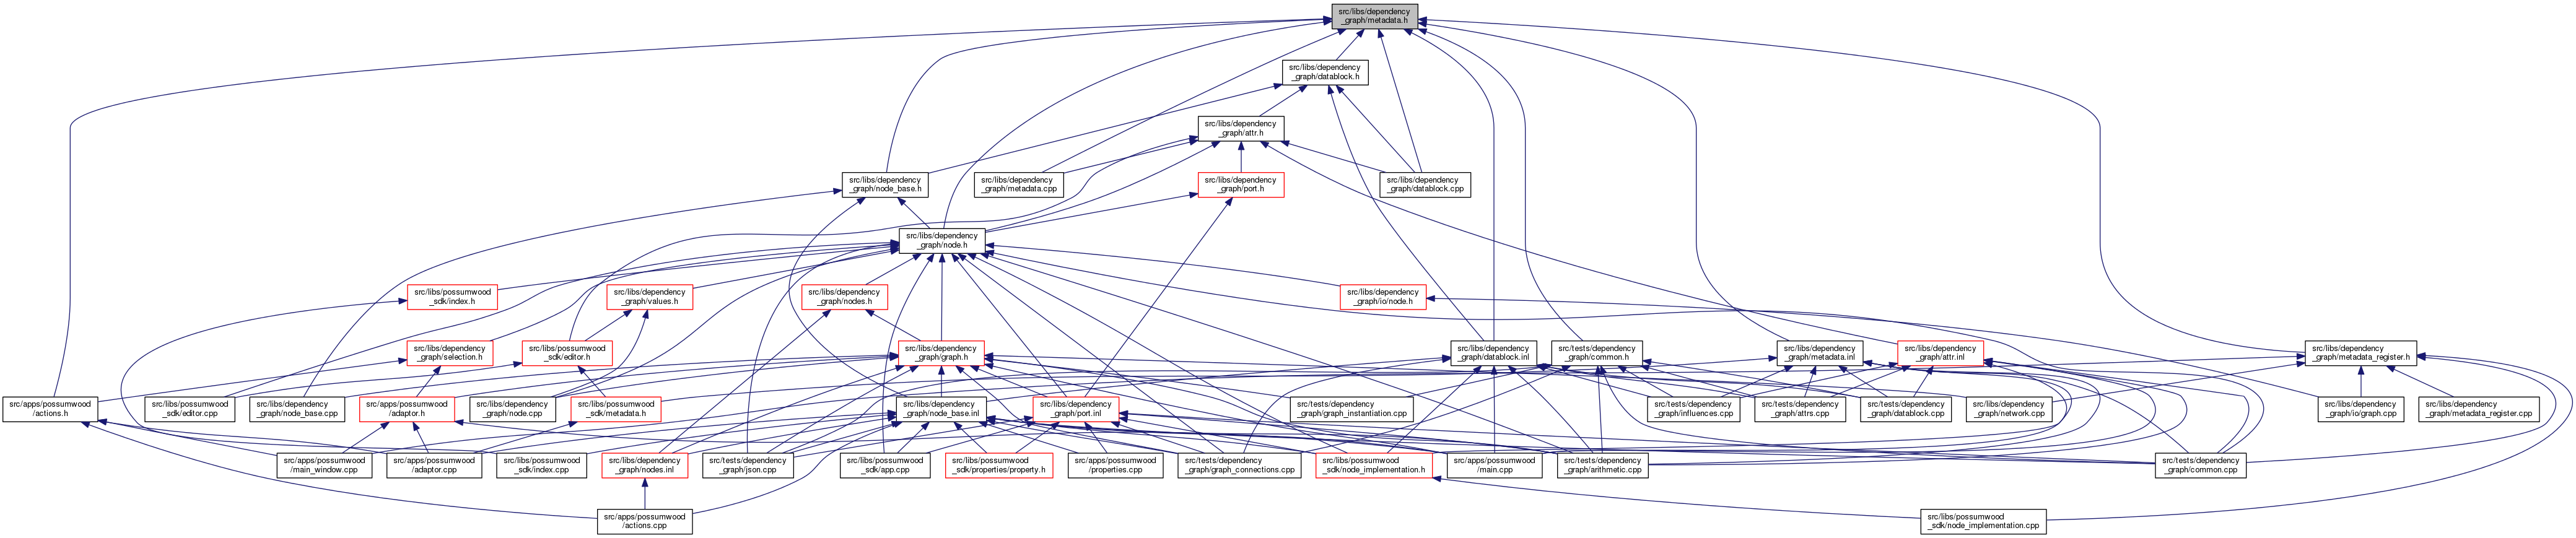 src/libs/dependency
_graph/metadata.h
src/libs/dependency
_graph/datablock.h
src/libs/dependency
_graph/attr.h
src/libs/dependency
_graph/node_base.h
src/libs/dependency
_graph/metadata.cpp
src/libs/dependency
_graph/port.h
src/libs/dependency
_graph/datablock.cpp
src/libs/dependency
_graph/node.h
src/libs/possumwood
_sdk/index.h
src/libs/dependency
_graph/values.h
src/libs/dependency
_graph/nodes.h
src/libs/dependency
_graph/io/node.h
src/libs/dependency
_graph/selection.h
src/libs/possumwood
_sdk/editor.h
src/libs/dependency
_graph/graph.h
src/libs/dependency
_graph/datablock.inl
src/tests/dependency
_graph/common.h
src/libs/dependency
_graph/metadata.inl
src/libs/dependency
_graph/attr.inl
src/libs/dependency
_graph/metadata_register.h
src/apps/possumwood
/actions.h
src/libs/possumwood
_sdk/editor.cpp
src/libs/dependency
_graph/node_base.cpp
src/apps/possumwood
/adaptor.h
src/libs/dependency
_graph/node.cpp
src/libs/possumwood
_sdk/metadata.h
src/libs/dependency
_graph/node_base.inl
src/libs/dependency
_graph/port.inl
src/tests/dependency
_graph/graph_instantiation.cpp
src/tests/dependency
_graph/influences.cpp
src/tests/dependency
_graph/attrs.cpp
src/tests/dependency
_graph/datablock.cpp
src/libs/dependency
_graph/network.cpp
src/libs/dependency
_graph/io/graph.cpp
src/libs/dependency
_graph/metadata_register.cpp
src/apps/possumwood
/main_window.cpp
src/apps/possumwood
/adaptor.cpp
src/libs/possumwood
_sdk/index.cpp
src/libs/dependency
_graph/nodes.inl
src/tests/dependency
_graph/json.cpp
src/libs/possumwood
_sdk/app.cpp
src/libs/possumwood
_sdk/properties/property.h
src/apps/possumwood
/properties.cpp
src/tests/dependency
_graph/graph_connections.cpp
src/libs/possumwood
_sdk/node_implementation.h
src/apps/possumwood
/main.cpp
src/tests/dependency
_graph/arithmetic.cpp
src/tests/dependency
_graph/common.cpp
src/apps/possumwood
/actions.cpp
src/libs/possumwood
_sdk/node_implementation.cpp